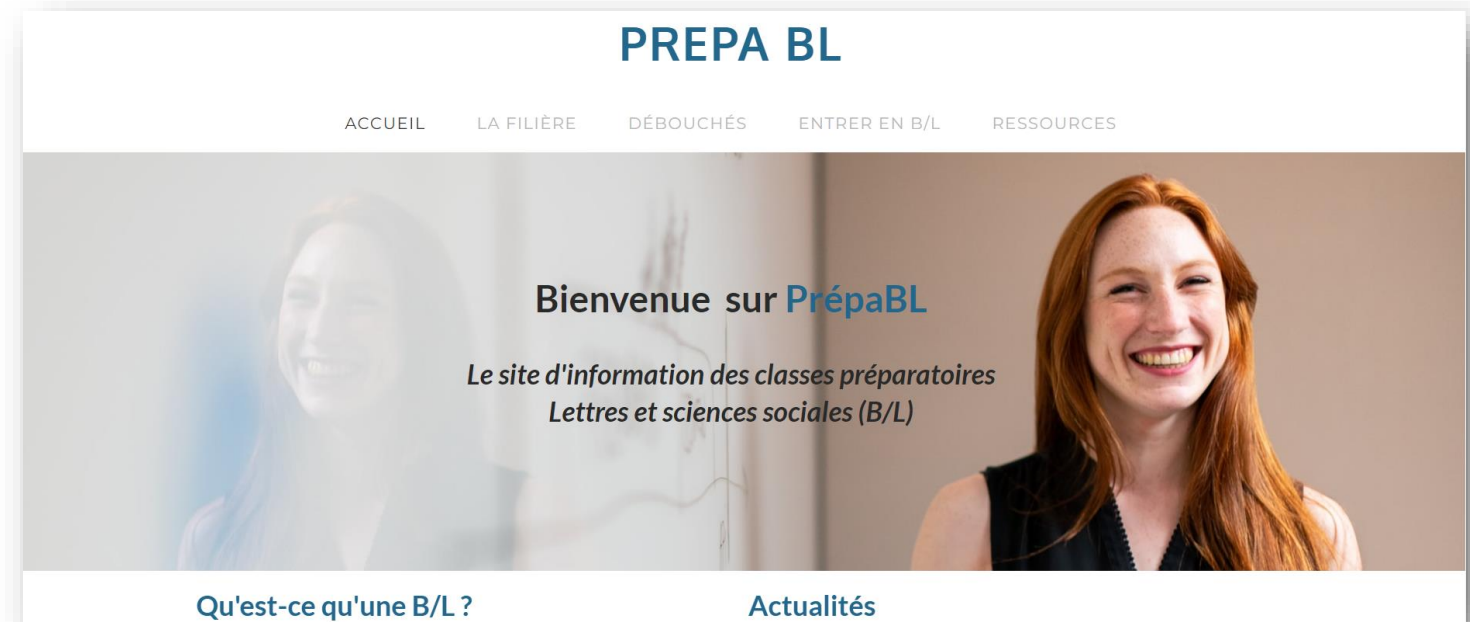 PREPA BL
ACCUEIL LA FILIÈRE DÉBOUCHÉS ENTRER EN B/L RESSOURCES
Bienvenue sur PrépaBL
Le site d'information des classes préparatoires
Lettres et sciences sociales (B/L)
Qu'est-ce qu'une B/L ?
Actualités